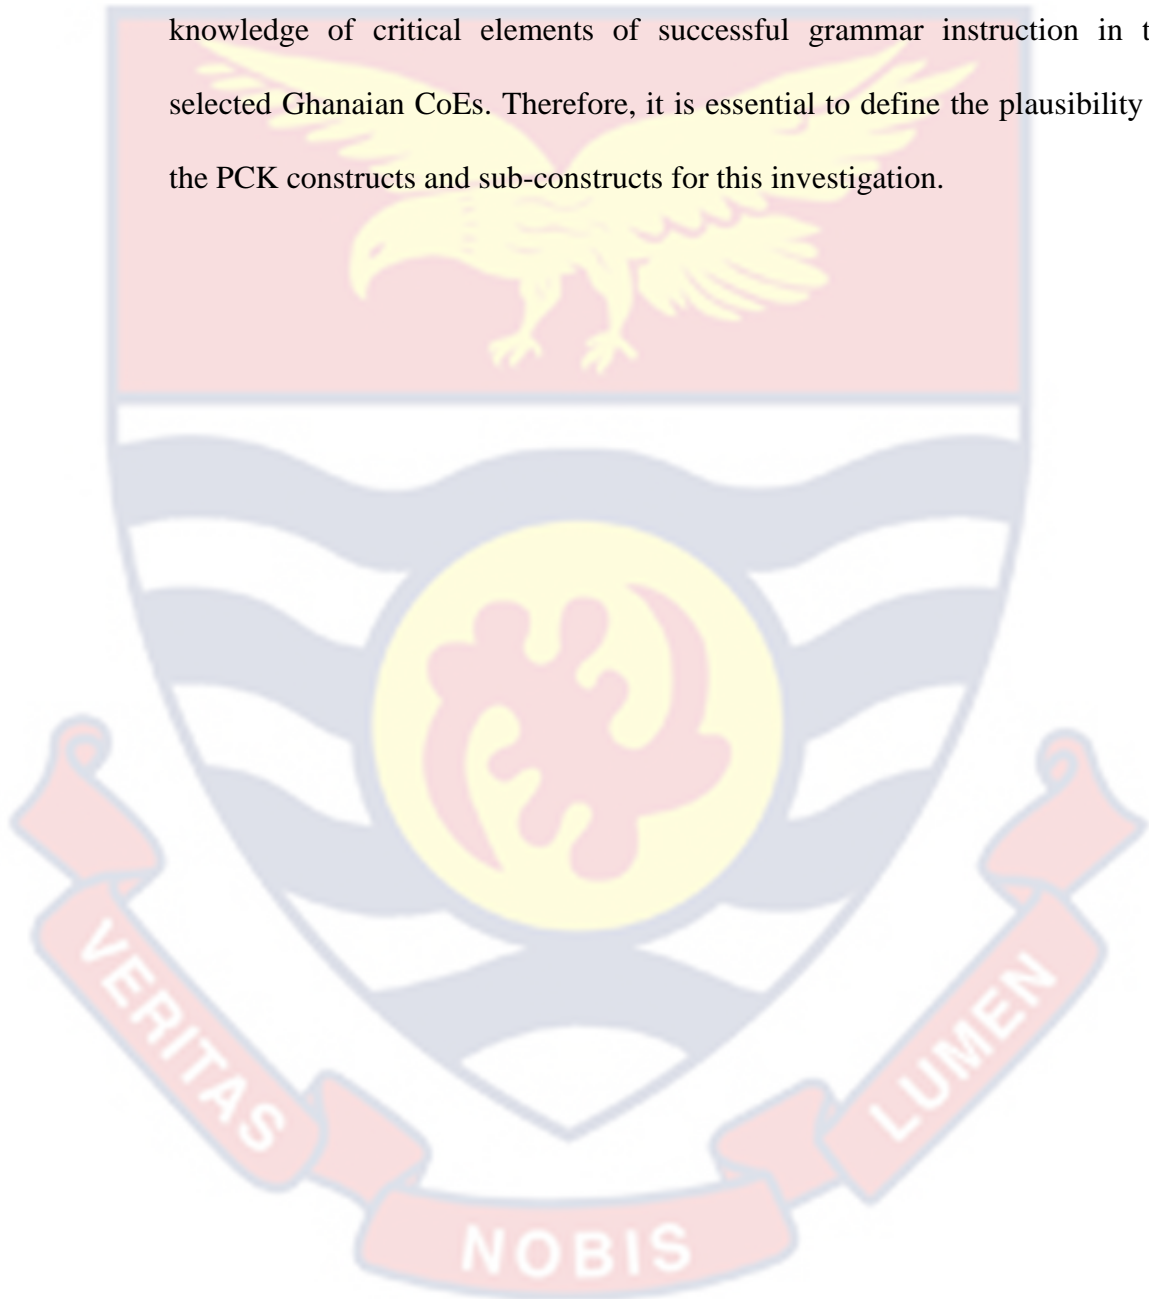 knowledge of critical elements of successful grammar instruction in t
selected Ghanaian CoEs. Therefore, it is essential to define the plausibility
the PCK constructs and sub-constructs for this investigation.
VERITAS
NOBIS
LUMEN